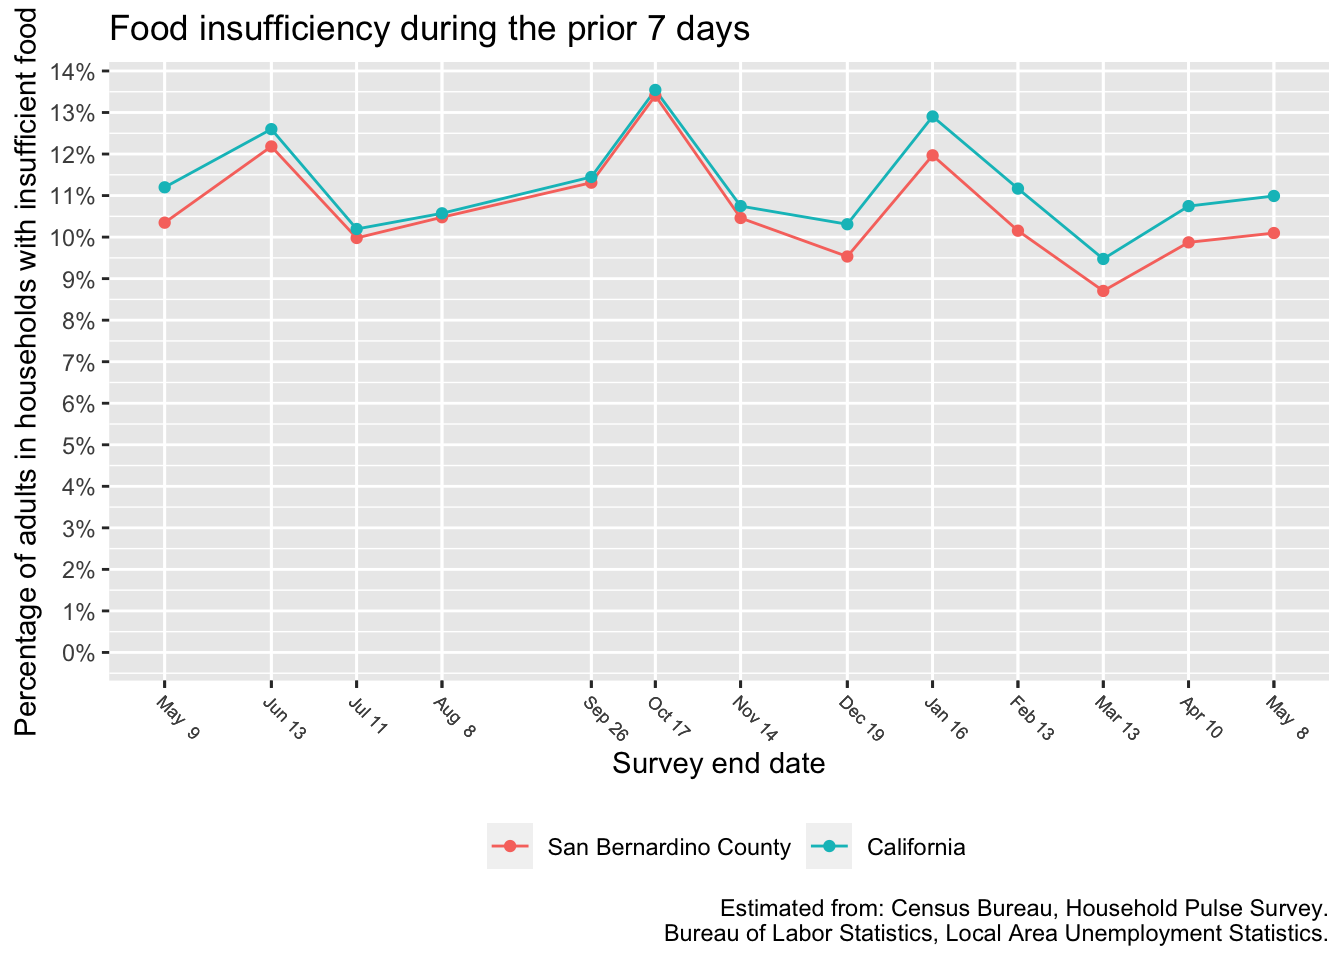 Food insufficiency during the prior 7 days
Percentage of adults in households with insufficient food
14%
13%
12%
11%
10%
9%
8%
7%
6%
5%
4%
3%
2%
1%
0%
May 9
Jun 13
Jul 11
Aug 8
Sep 26
Oct 17
Nov 14
Dec 19
Jan 16
Feb 13
Mar 13
Apr 10
May 8
Survey end date
San Bernardino County
California
Estimated from: Census Bureau, Household Pulse Survey.
Bureau of Labor Statistics, Local Area Unemployment Statistics.